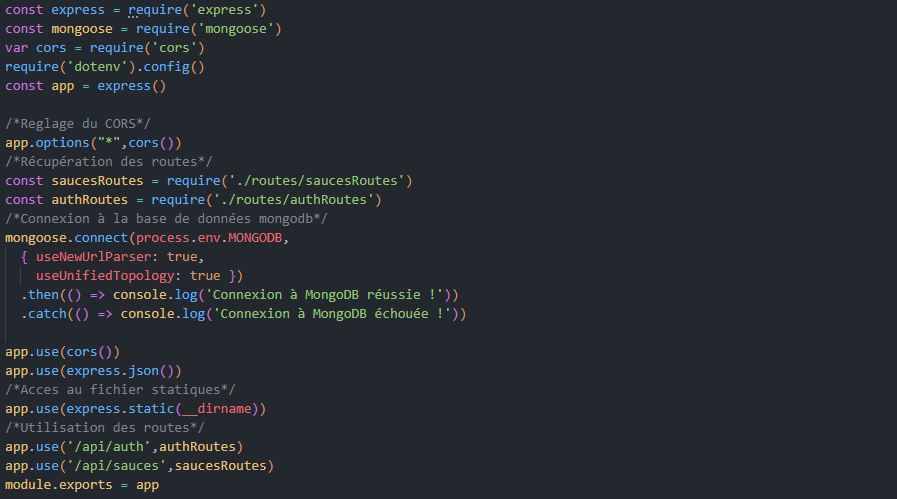 const express = require('express')
const mongoose = require('mongoose')
var cors = require('cors')
require('dotenv').config()
const app = express()
/*Reglage du CORS*/
app.options("*",cors())
/*Récupération des routes*/
const saucesRoutes = require('./routes/saucesRoutes')
const authRoutes = require('./routes/authRoutes')
/*Connexion à la base de données mongodb*/
mongoose.connect(process.env.MONGODB,
{ useNewUrlParser: true,
useUnifiedTopology: true })
.then(() => console.log('Connexion à MongoDB réussie !'))
.catch(() => console.log('Connexion à MongoDB échouée !'))
app.use(cors())
app.use(express.json())
/*Acces au fichier statiques*/
app.use(express.static(__dirname))
/*Utilisation des routes*/
app.use('/api/auth',authRoutes)
app.use('/api/sauces',saucesRoutes)
module.exports = app